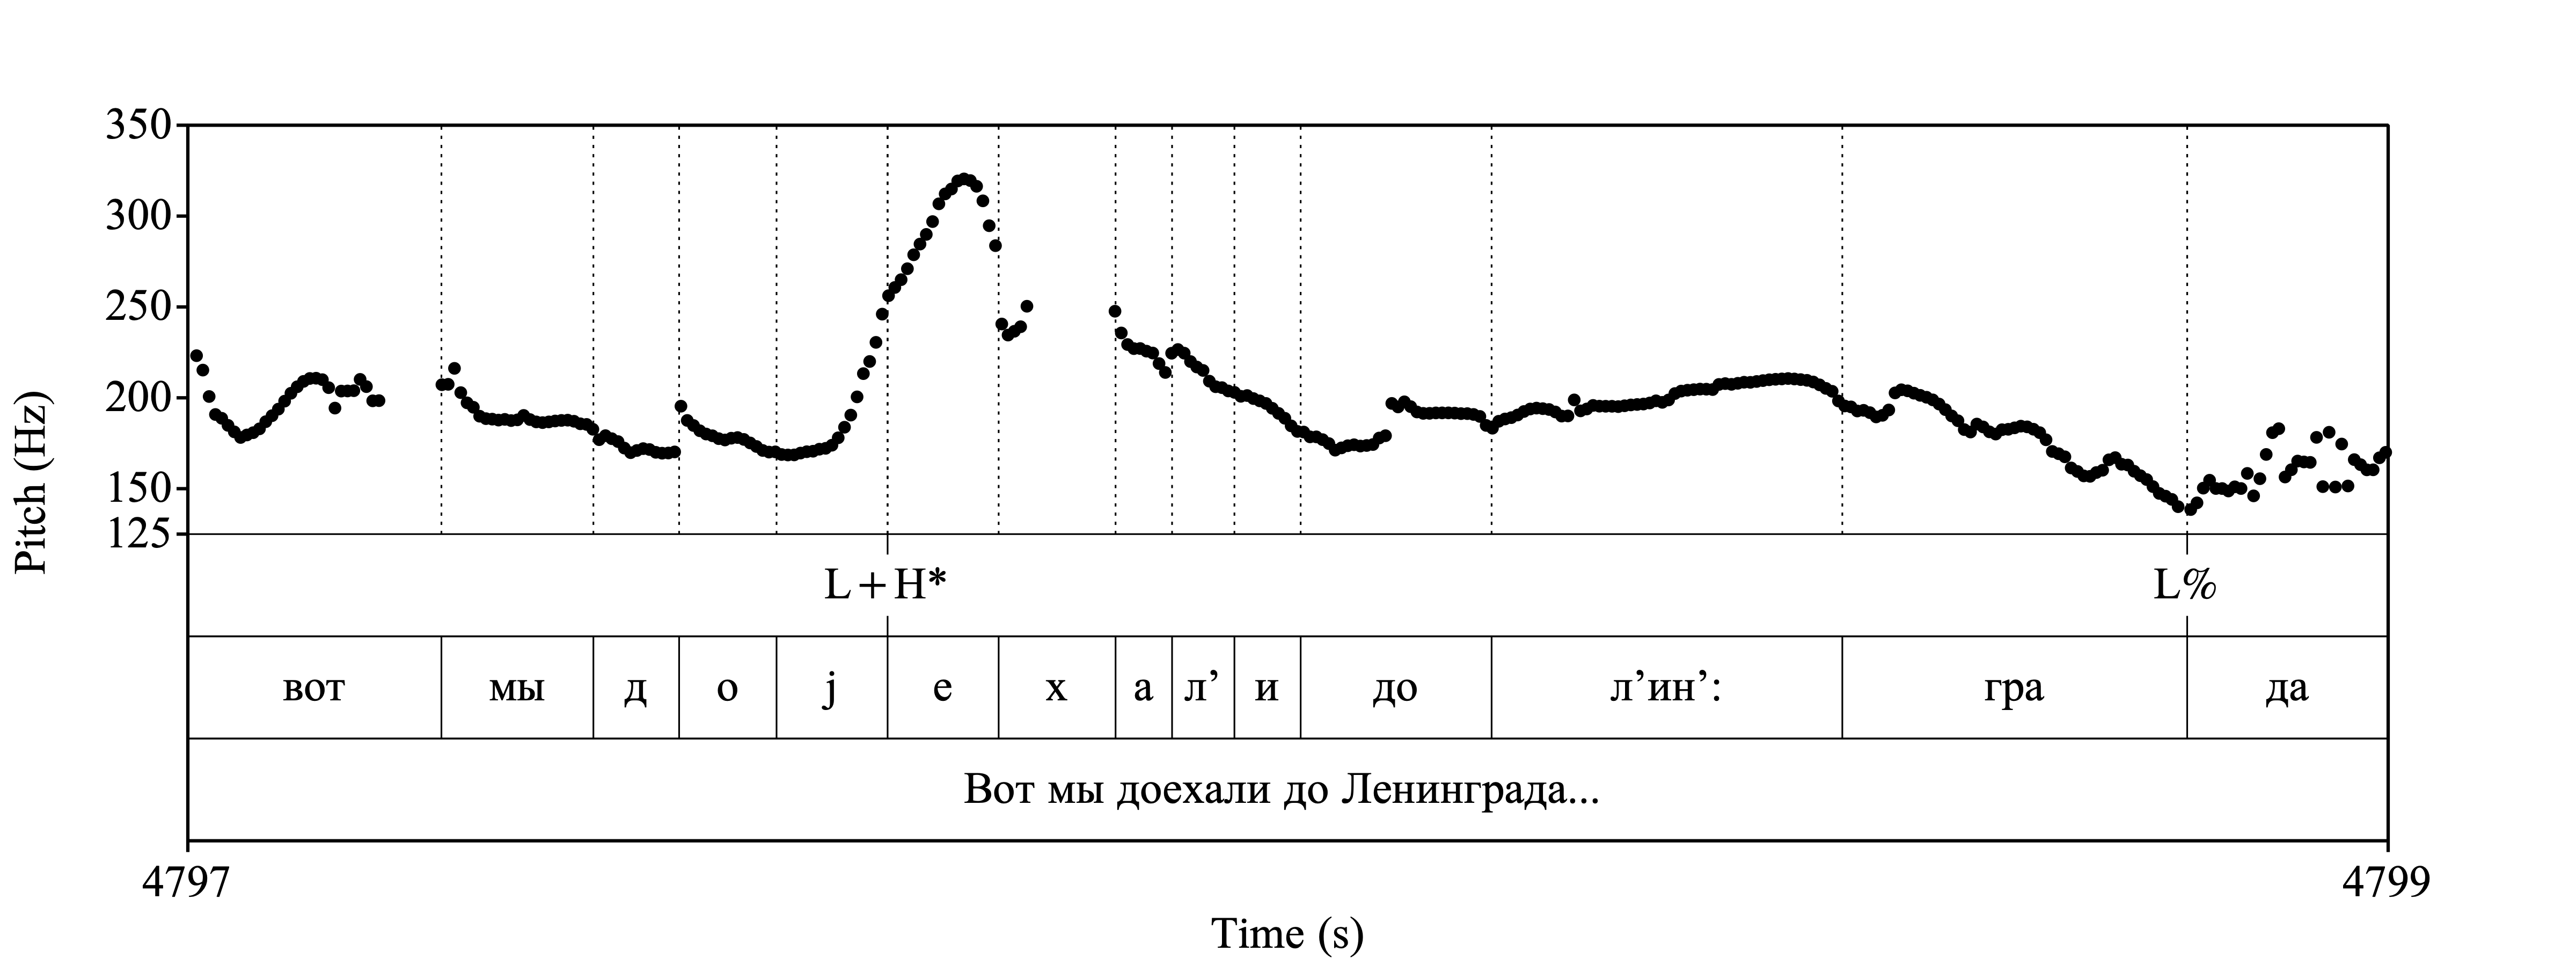 350
300
250
200
150
125
Pitch (Hz)
L+H* L%
вот мы д о j е х а л’ и до л’ин’: гра да
Вот мы доехали до Ленинграда...
4797 4799
Time (s)